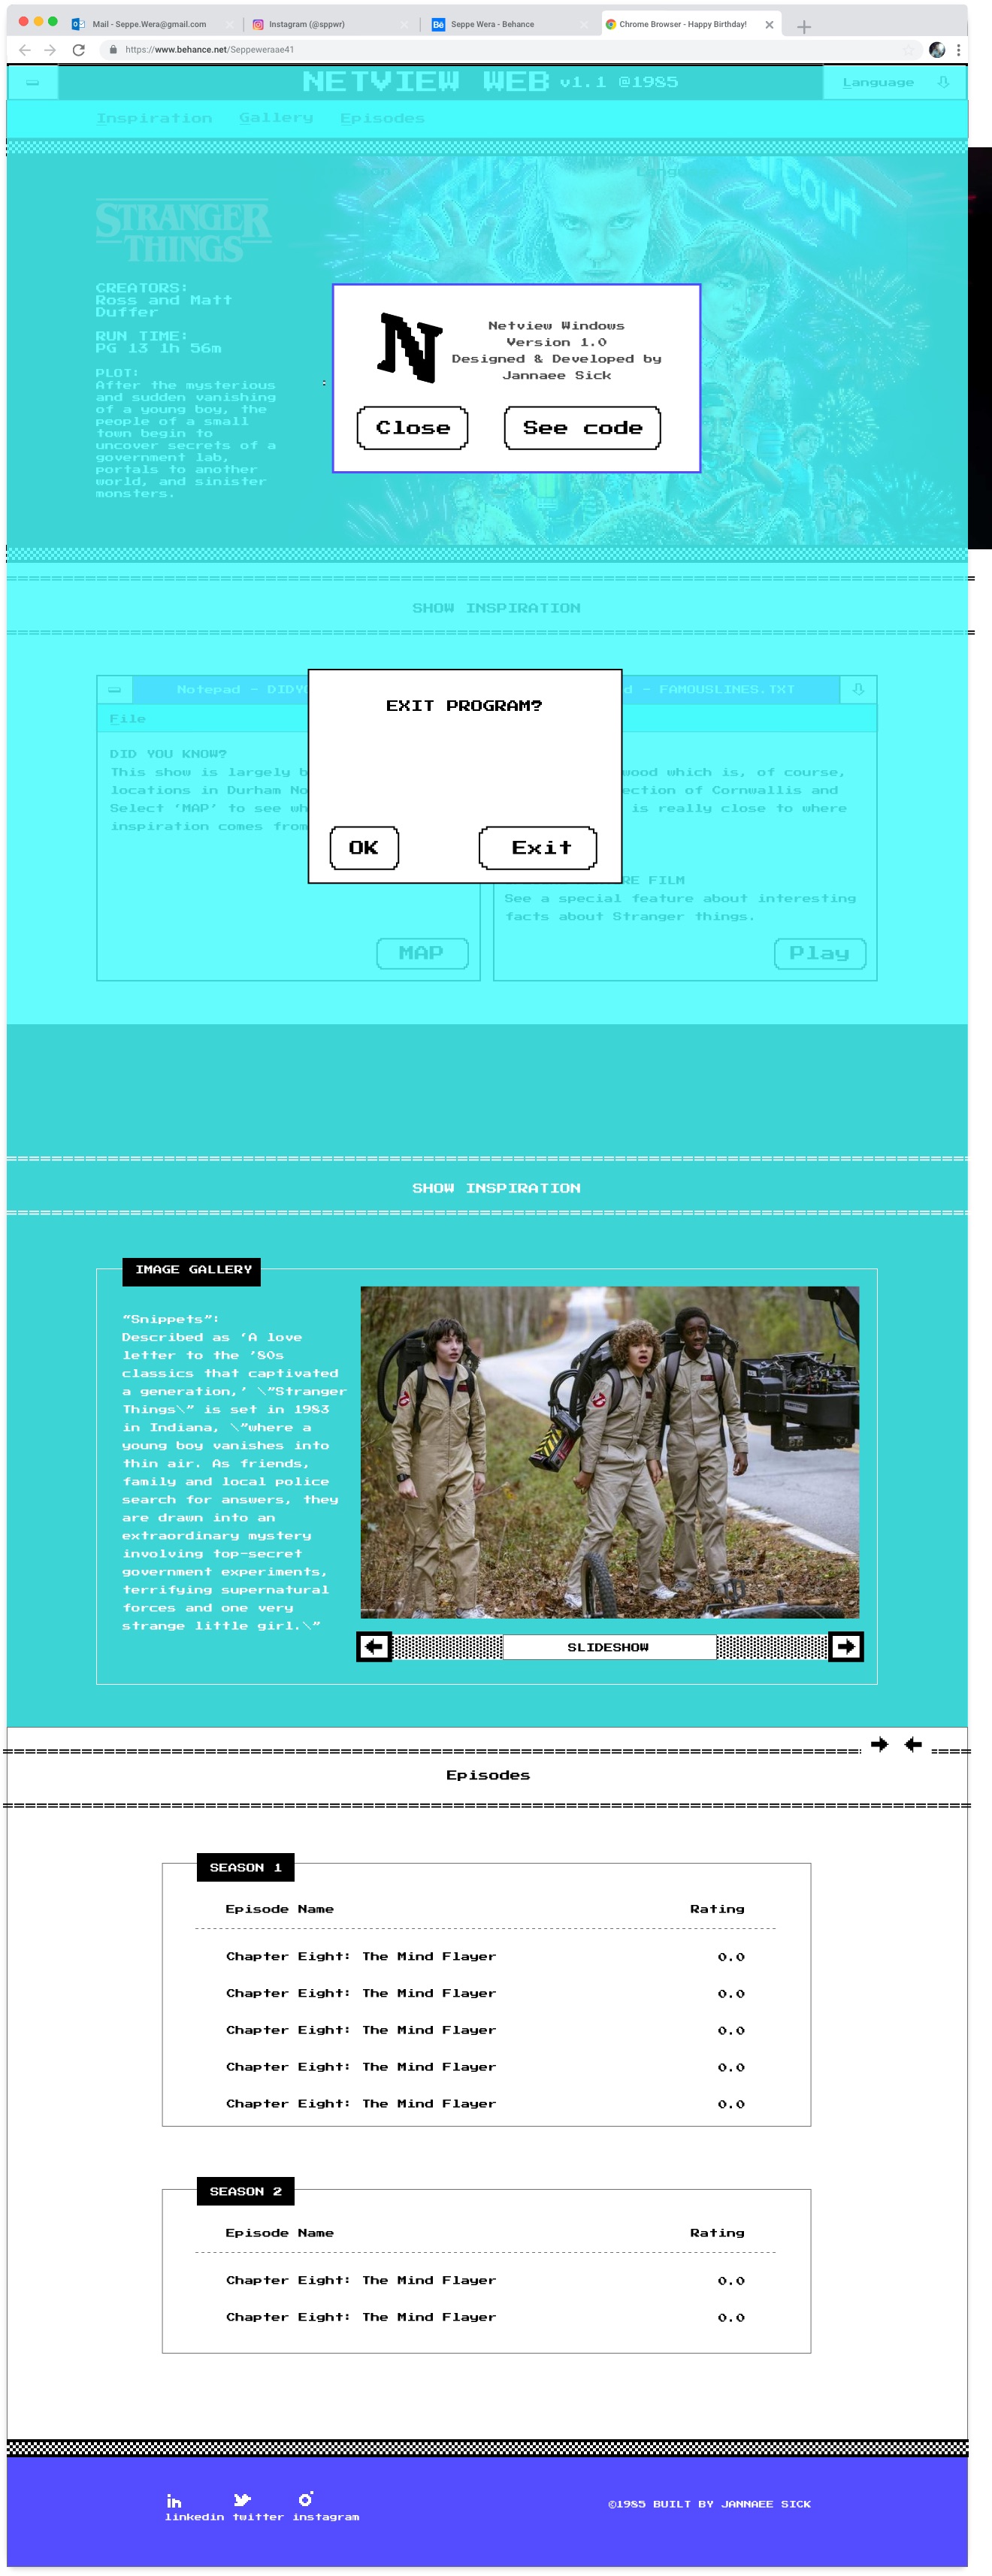 Mail - Seppe.Wera@gmail.com
Instagram (@sppwr)
Seppe Wera - Behance
Chrome Browser - Happy Birthday!
https://www.behance.net/Seppeweraae41
NETVIEW WEB v1.1 @1985
Language
Inspiration Gallery Episodes
court
STRANGER
THINGS
CREATORS:
Ross and Matt
Duffer
RUN TIME:
PG 13 1h 56m
PLOT:
After the mysterious
and sudden vanishing
of a young boy, the
people of a small
town begin to
uncover secrets of a
government lab,
portals to another
world, and sinister
monsters.
N
Netview Windows
Version 1.0
Designed & Developed by
Jannaee Sick
Close
See code
SHOW INSPIRATION
Notepad - DIDYO
d - FAMOUSLINES.TXT
File
DID YOU KNOW?
This show is largely b
locations in Durham No
Select 'MAP' to see wh
inspiration comes from
wood which is, of course,
ection of Cornwallis and
is really close to where
RE FILM
See a special feature about interesting
facts about Stranger things.
MAP
Play
EXIT PROGRAM?
OK
Exit
SHOW INSPIRATION
IMAGE GALLERY
"Snippets":
Described as 'A love
letter to the '80s
classics that captivated
a generation,' \"Stranger
Things\" is set in 1983
in Indiana, \"where a
young boy vanishes into
thin air. As friends,
family and local police
search for answers, they
are drawn into an
extraordinary mystery
involving top-secret
government experiments,
terrifying supernatural
forces and one very
strange little girl.\"
SLIDESHOW
Episodes
SEASON 1
Episode Name Rating
Chapter Eight: The Mind Flayer 0.0
Chapter Eight: The Mind Flayer 0.0
Chapter Eight: The Mind Flayer 0.0
Chapter Eight: The Mind Flayer 0.0
Chapter Eight: The Mind Flayer 0.0
SEASON 2
Episode Name Rating
Chapter Eight: The Mind Flayer 0.0
Chapter Eight: The Mind Flayer 0.0
linkedin twitter instagram
©1985 BUILT BY JANNAEE SICK